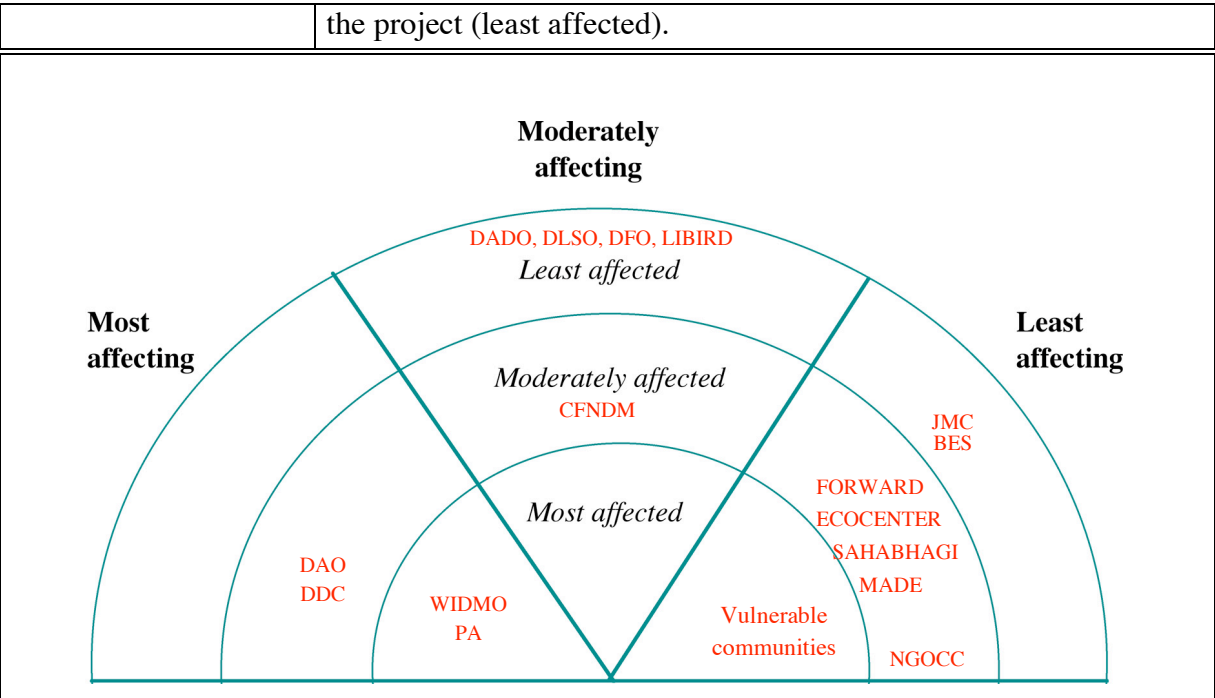 the project (least affected).
Moderately
affecting
DADO, DLSO, DFO, LIBIRD
Least affected
Most
affecting
Least
affecting
Moderately affected
CFNDM
JMC
BES
FORWARD
ECOCENTER
SAHABHAGI
MADE
Most affected
DAO
DDC
WIDMO
PA
Vulnerable
communities
NGOCC